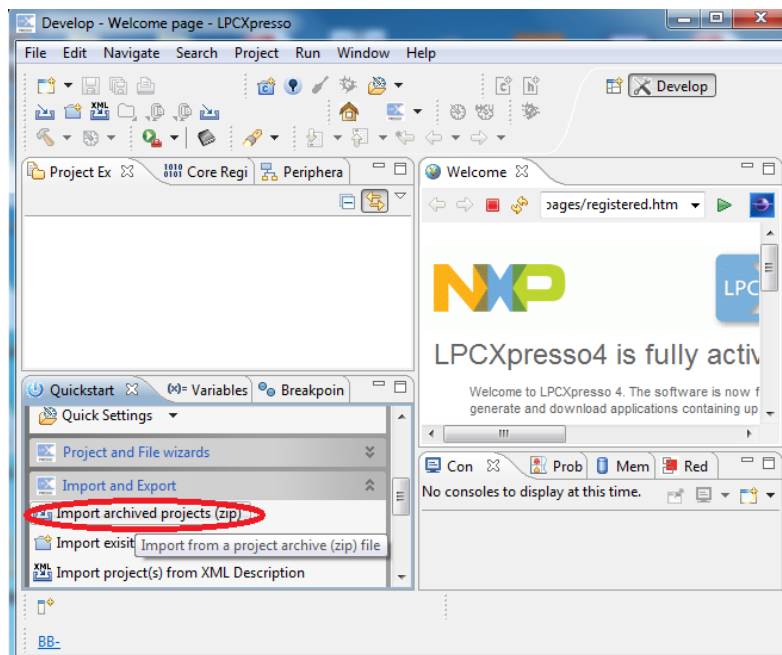 Develop - Welcome page - LPCXpresso
File Edit Navigate Search Project Run Window Help
Develop
Project Ex
Core Regi
Periphera
Welcome
pages/registered.htm
NXP
LPC
LPCXpresso4 is fully activ
Welcome to LPCXpresso 4. The software is now f
generate and download applications containing up
Quickstart
(x)= Variables
Breakpoin
Quick Settings
Project and File wizards
Import and Export
Import archived projects (zip)
Import exisit
Import from a project archive (zip) file
Import project(s) from XML Description
Con
Prob
Mem
Red
No consoles to display at this time.
BB-